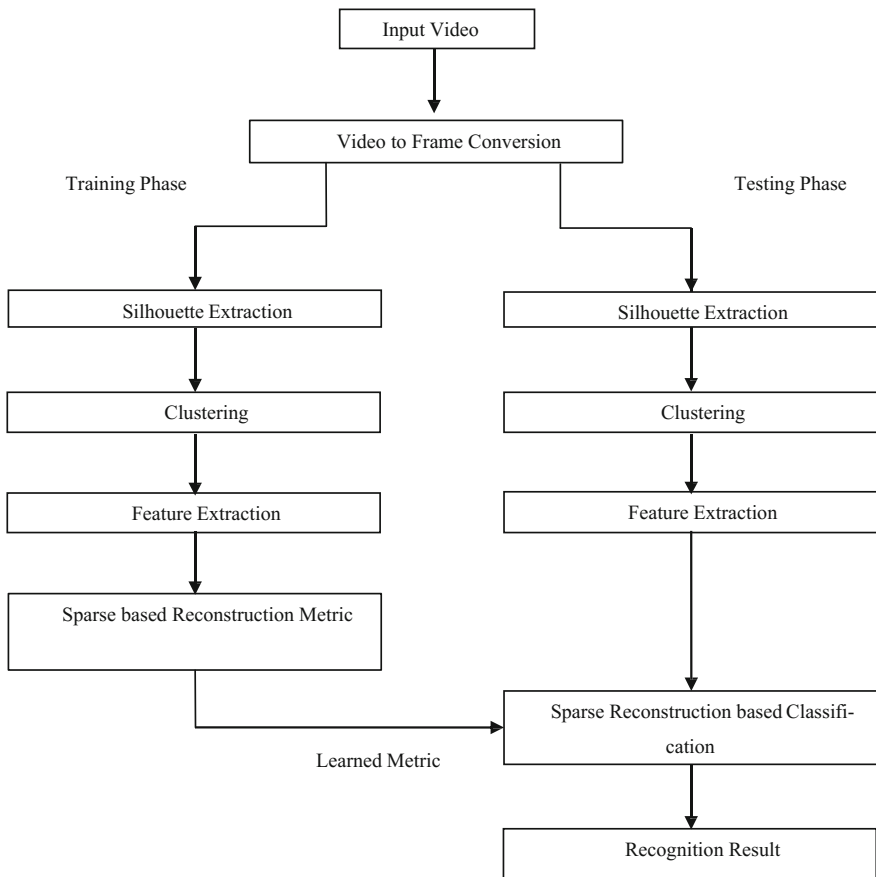 Input Video
Video to Frame Conversion
Training Phase
Testing Phase
Silhouette Extraction
Silhouette Extraction
Clustering
Clustering
Feature Extraction
Feature Extraction
Sparse based Reconstruction Metric
Sparse Reconstruction based Classifi-
cation
Learned Metric
Recognition Result